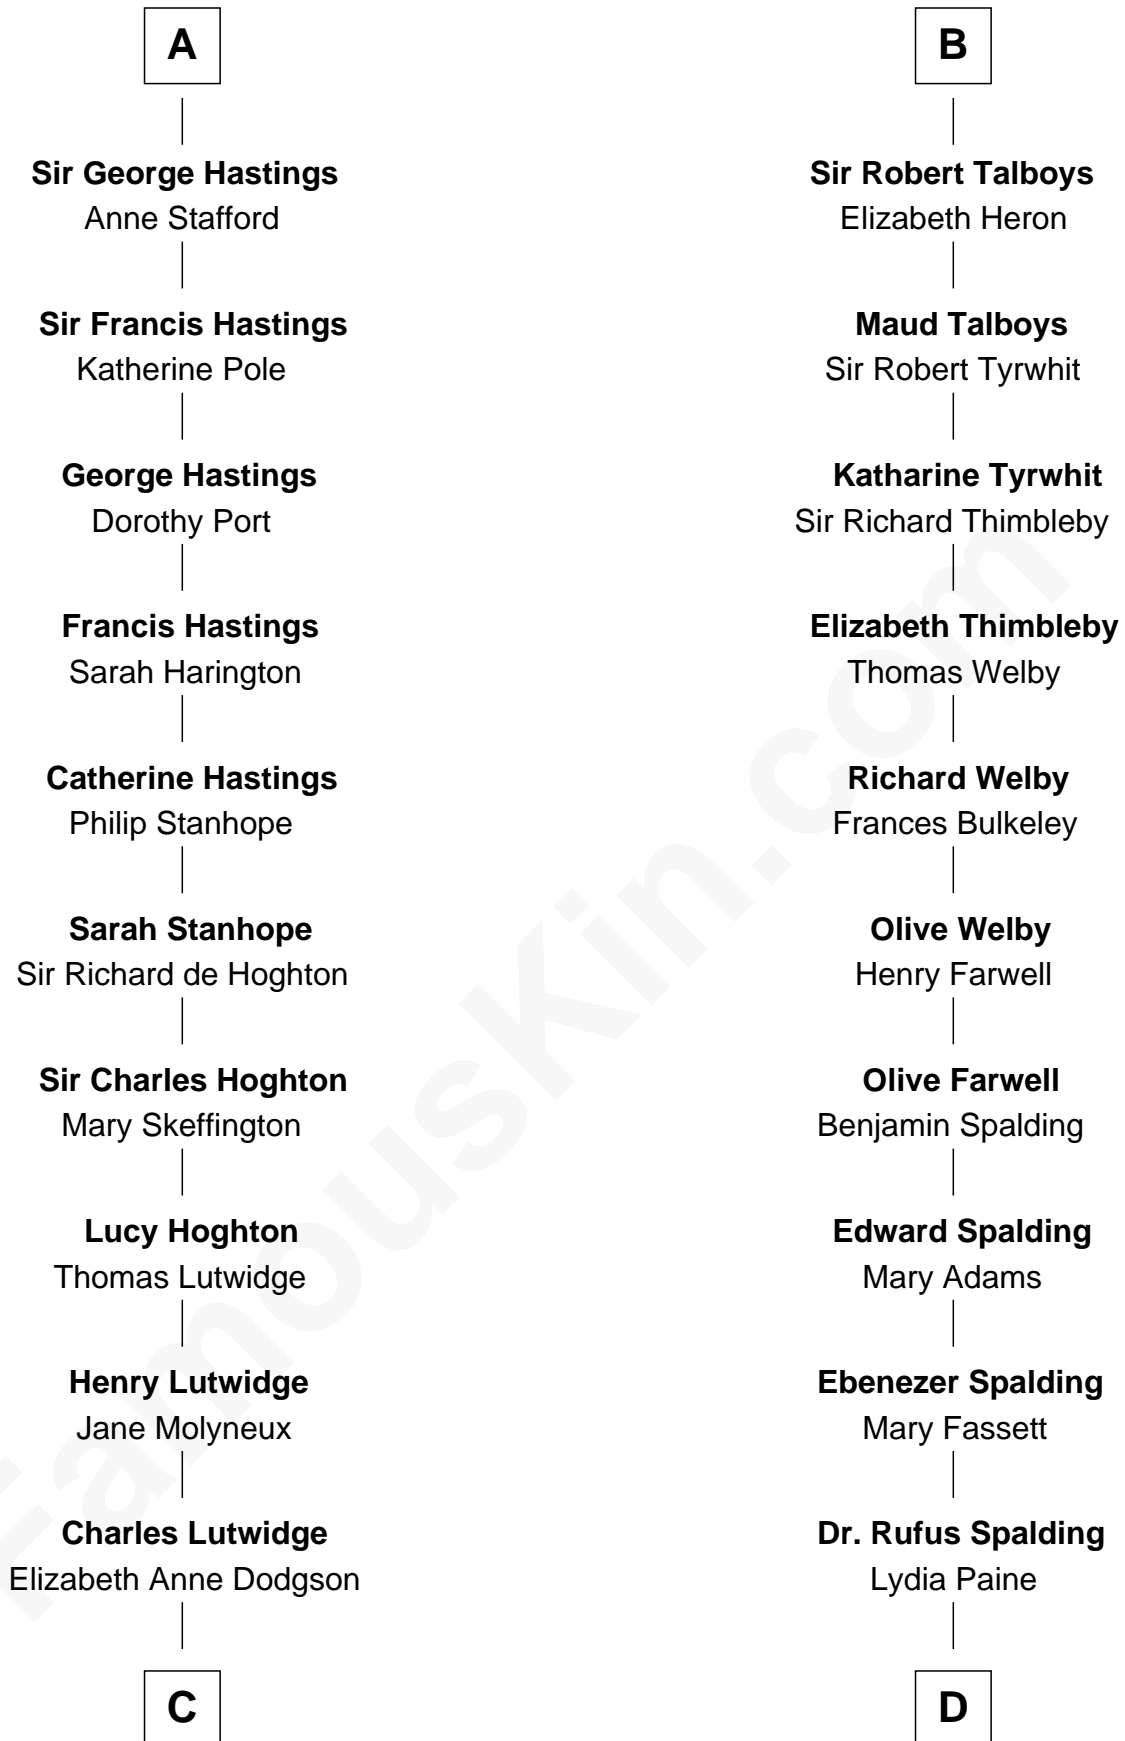 A
Sir George Hastings
Anne Stafford
Sir Francis Hastings
Katherine Pole
George Hastings
Dorothy Port
Francis Hastings
Sarah Harington
Catherine Hastings
Philip Stanhope
Sarah Stanhope
Sir Richard de Hoghton
Sir Charles Hoghton
Mary Skeffington
Lucy Hoghton
Thomas Lutwidge
Henry Lutwidge
Jane Molyneux
Charles Lutwidge
Elizabeth Anne Dodgson
C
B
Sir Robert Talboys
Elizabeth Heron
Maud Talboys
Sir Robert Tyrwhit
Katharine Tyrwhit
Sir Richard Thimbleby
Elizabeth Thimbleby
Thomas Welby
Richard Welby
Frances Bulkeley
Olive Welby
Henry Farwell
Olive Farwell
Benjamin Spalding
Edward Spalding
Mary Adams
Ebenezer Spalding
Mary Fassett
Dr. Rufus Spalding
Lydia Paine
D
FamousKin.com